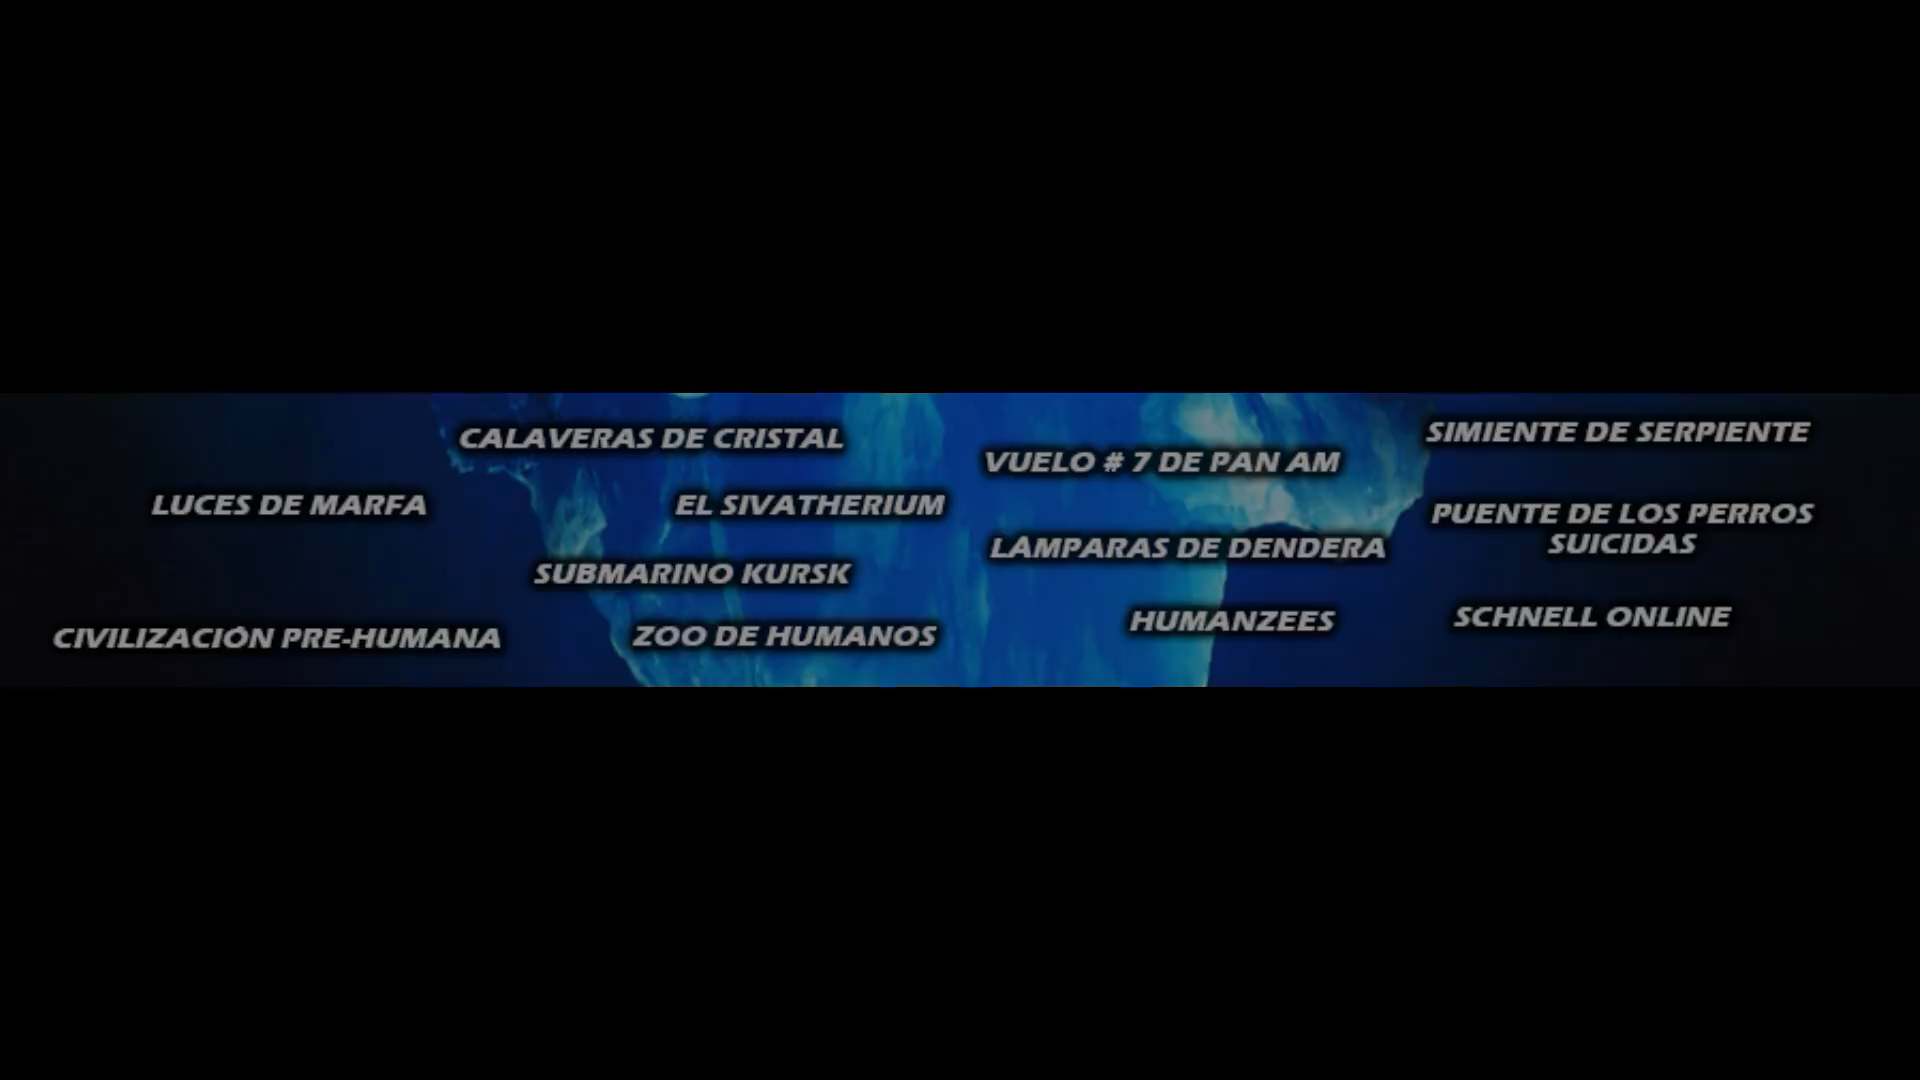 CALAVERAS DE CRISTAL
SIMIENTE DE SERPIENTE
VUELO # 7 DE PAN AM
LUCES DE MARFA
EL SIVATHERIUM
PUENTE DE LOS PERROS
SUICIDAS
LÁMPARAS DE DENDERA
SUBMARINO KURSK
CIVILIZACIÓN PRE-HUMANA
ZOO DE HUMANOS
HUMANZEES
SCHNELL ONLINE